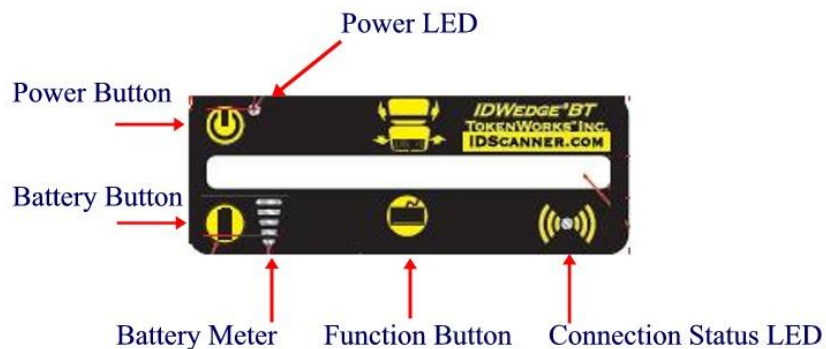 Power LED
Power Button
IDWEDGE®BT
TOKENWORKS® INC.
IDSCANNER.COM
Battery Button
Battery Meter
Function Button
Connection Status LED